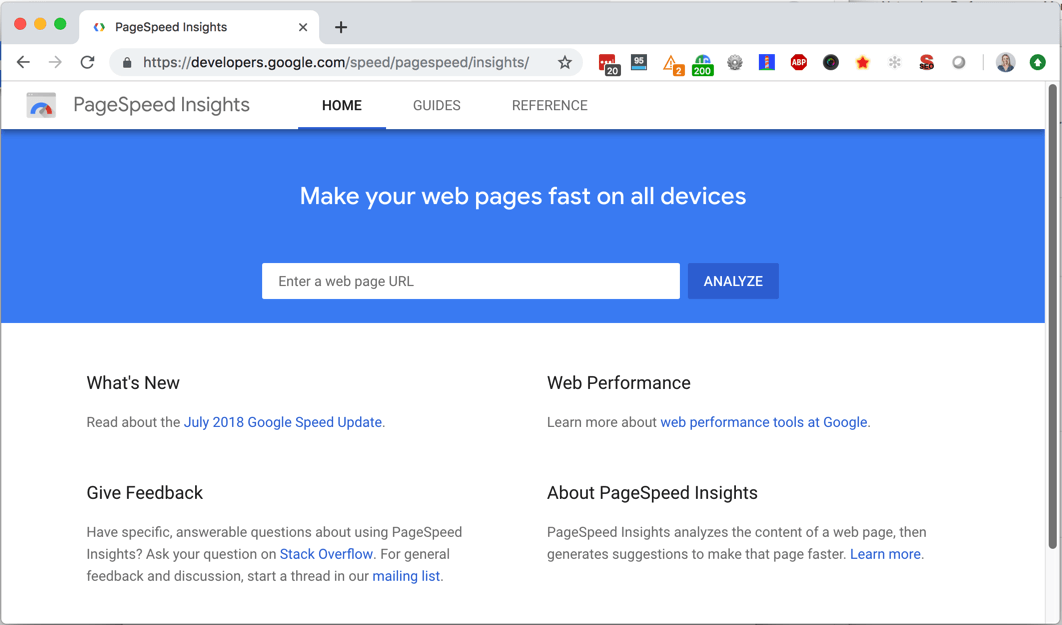 PageSpeed Insights
https://developers.google.com/speed/pagespeed/insights/
20
95
2
200
ABP
SEO
PageSpeed Insights
HOME
GUIDES
REFERENCE
Make your web pages fast on all devices
Enter a web page URL
ANALYZE
What's New
Read about the July 2018 Google Speed Update.
Web Performance
Learn more about web performance tools at Google.
Give Feedback
Have specific, answerable questions about using PageSpeed
Insights? Ask your question on Stack Overflow. For general
feedback and discussion, start a thread in our mailing list.
About PageSpeed Insights
PageSpeed Insights analyzes the content of a web page, then
generates suggestions to make that page faster. Learn more.